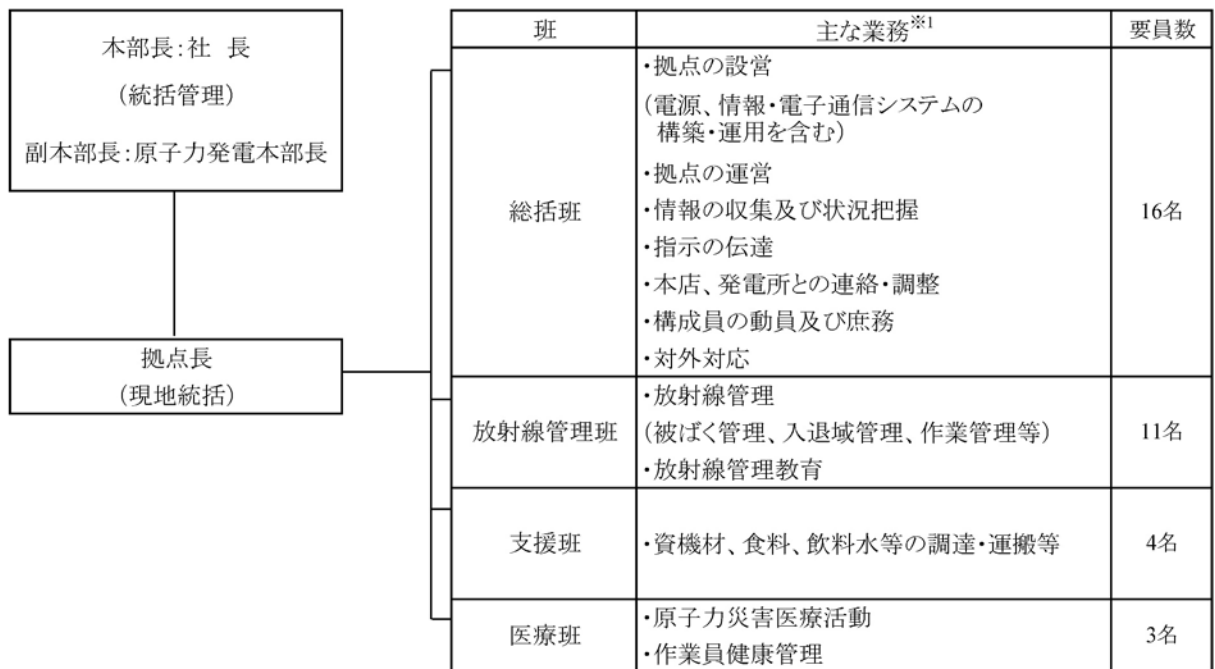 本部長:社 長
(統括管理)
副本部長:原子力発電本部長
拠点長
(現地統括)
班 主な業務※1 要員数
総括班
・拠点の設営
(電源、情報・電子通信システムの
構築・運用を含む)
・拠点の運営
・情報の収集及び状況把握
・指示の伝達
・本店、発電所との連絡・調整
・構成員の動員及び庶務
・対外対応
16名
放射線管理班
・放射線管理
(被ばく管理、入退域管理、作業管理等)
・放射線管理教育
11名
支援班
・資機材、食料、飲料水等の調達・運搬等
4名
医療班
・原子力災害医療活動
・作業員健康管理
3名